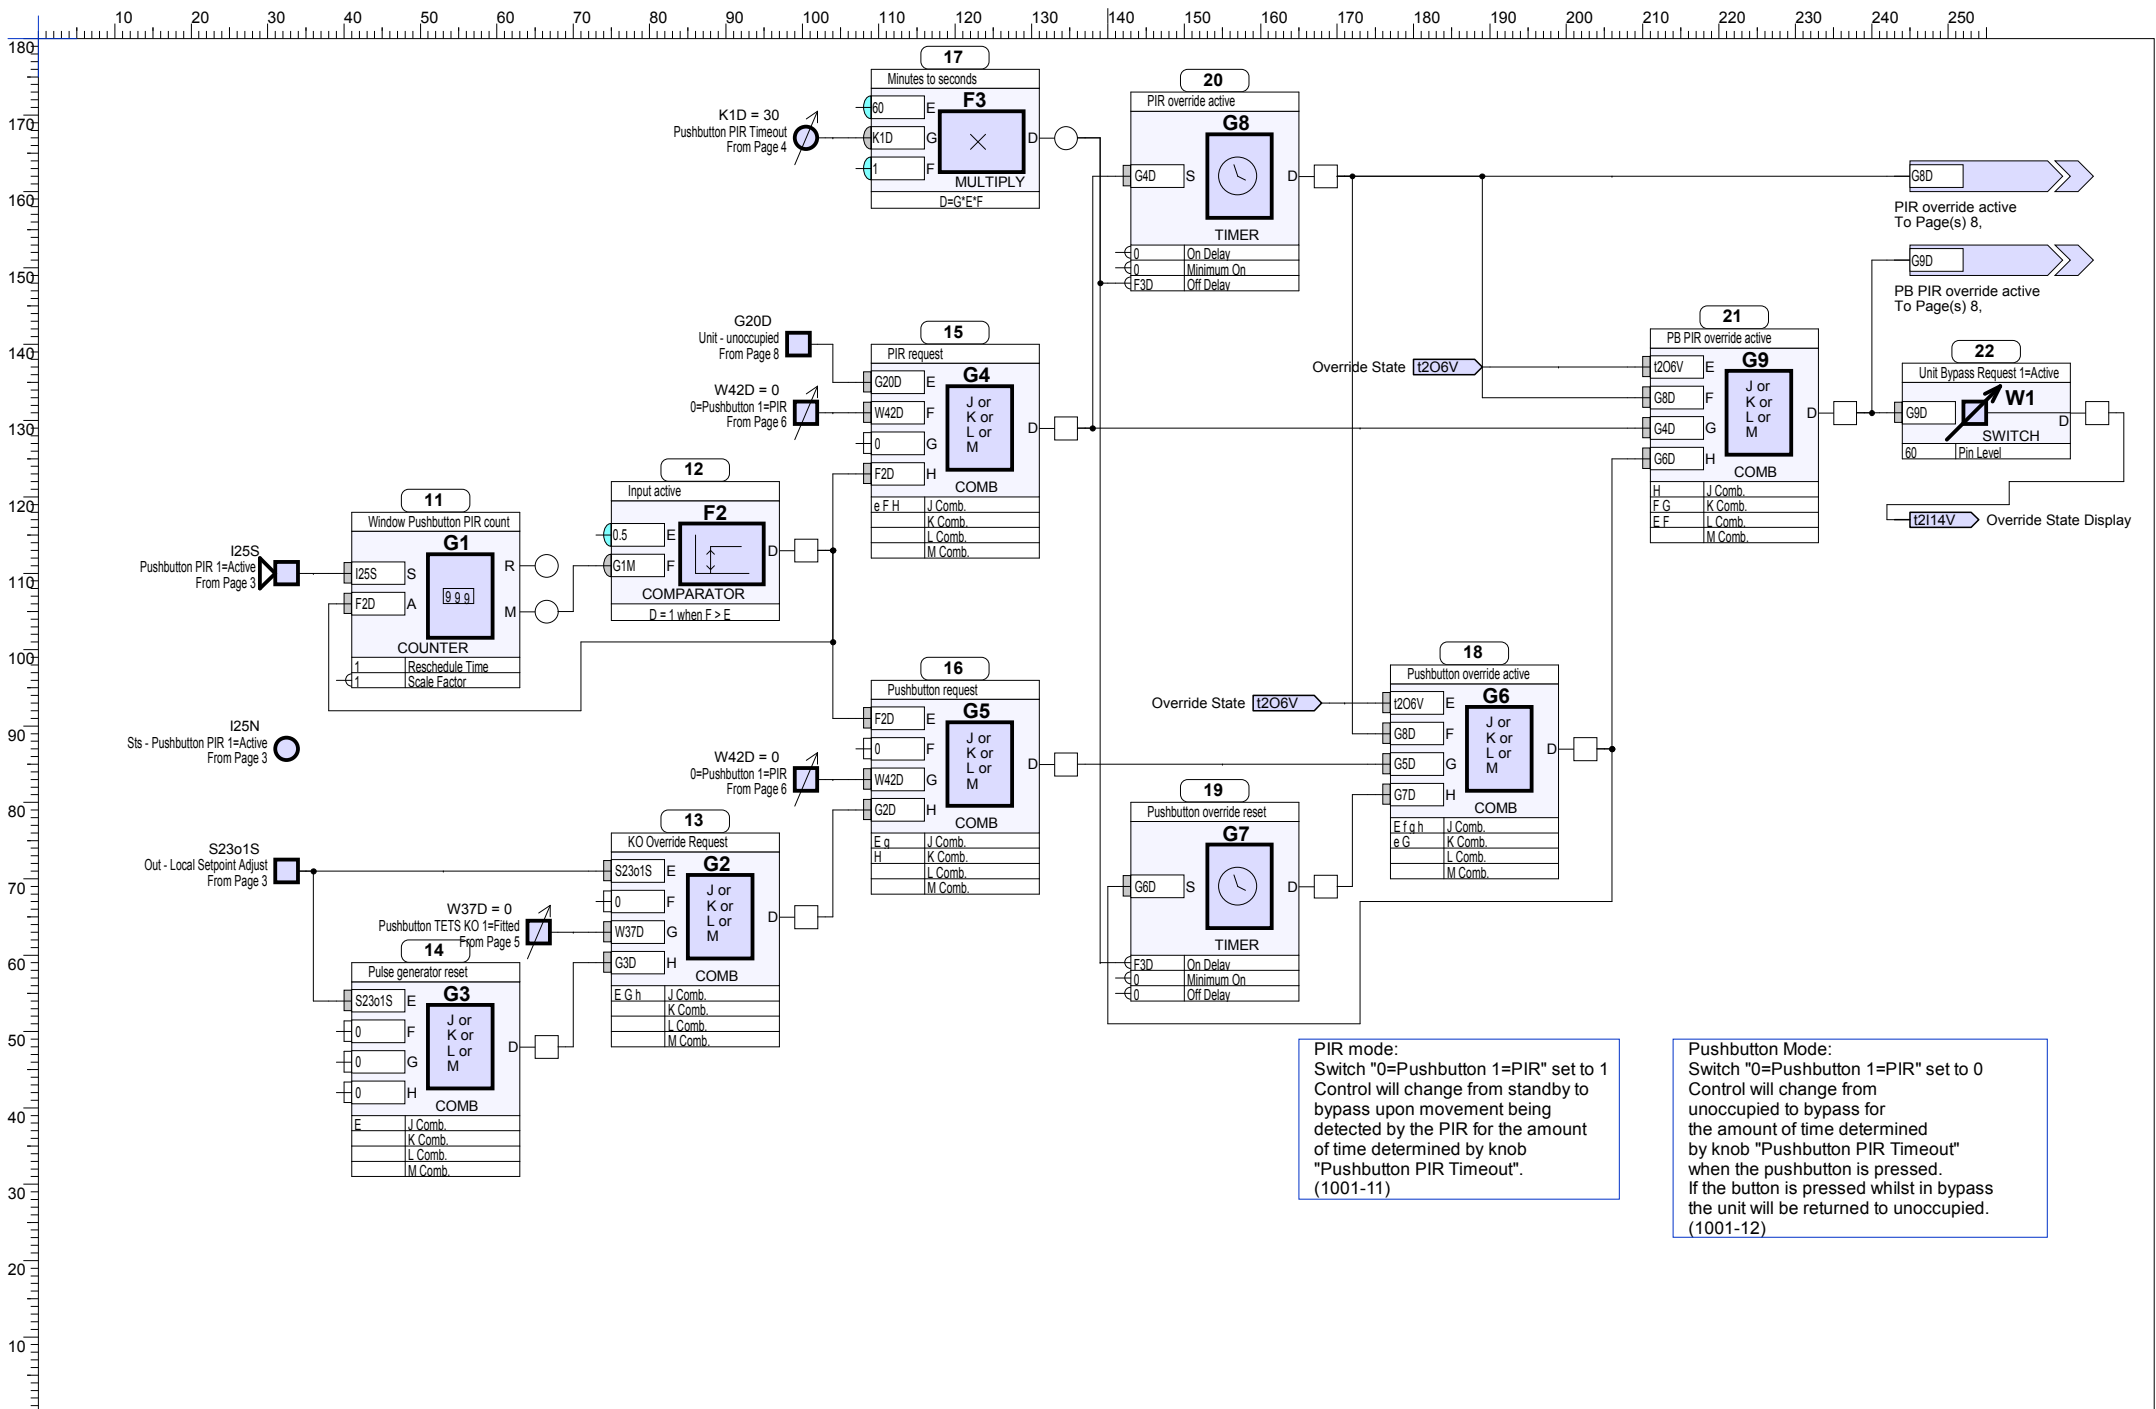 10 20 30 40 50 60 70 80 90 100 110 120 130 140 150 160 170 180 190 200 210 220 230 240 250
180
170
160
150
140
130
120
110
100
90
80
70
60
50
40
30
20
10
17
Minutes to seconds
F3
60 E
K1D G
1 F
D
MULTIPLY
D=G*E*F
K1D = 30
Pushbutton PIR Timeout
From Page 4
20
PIR override active
G8
G4D S
D
TIMER
0 On Delay
0 Minimum On
F3D Off Delay
G8D
PIR override active
To Page(s) 8,
G9D
PB PIR override active
To Page(s) 8,
G20D
Unit - unoccupied
From Page 8
W42D = 0
0=Pushbutton 1=PIR
From Page 6
15
PIR request
G4
G20D E
W42D F
0 G
F2D H
J or
K or
L or
M
D
COMB
e F H J Comb.
K Comb.
L Comb.
M Comb.
21
PB PIR override active
G9
Override State t2O6V
t2O6V E
G8D F
G4D G
G6D H
J or
K or
L or
M
D
COMB
H J Comb.
F G K Comb.
E F L Comb.
M Comb.
22
Unit Bypass Request 1=Active
G9D
W1
D
SWITCH
60 Pin Level
t2I14V Override State Display
11
Window Pushbutton PIR count
G1
I25S
Pushbutton PIR 1=Active
From Page 3
I25S S
F2D A
999
R
M
COUNTER
1 Reschedule Time
1 Scale Factor
12
Input active
F2
0.5 E
G1M F
D
COMPARATOR
D = 1 when F > E
I25N
Sts - Pushbutton PIR 1=Active
From Page 3
16
Pushbutton request
G5
W42D = 0
0=Pushbutton 1=PIR
From Page 6
F2D E
0 F
W42D G
G2D H
J or
K or
L or
M
D
COMB
E g J Comb.
H K Comb.
L Comb.
M Comb.
18
Pushbutton override active
G6
Override State t2O6V
t2O6V E
G8D F
G5D G
G7D H
J or
K or
L or
M
D
COMB
E f g h J Comb.
e G K Comb.
L Comb.
M Comb.
19
Pushbutton override reset
G7
G6D S
D
TIMER
F3D On Delay
0 Minimum On
0 Off Delay
S23o1S
Out - Local Setpoint Adjust
From Page 3
13
KO Override Request
G2
W37D = 0
Pushbutton TETS KO 1=Fitted
From Page 5
S23o1S E
0 F
W37D G
G3D H
J or
K or
L or
M
D
COMB
E G h J Comb.
K Comb.
L Comb.
M Comb.
14
Pulse generator reset
G3
S23o1S E
0 F
0 G
0 H
J or
K or
L or
M
D
COMB
E J Comb.
K Comb.
L Comb.
M Comb.
PIR mode:
Switch "0=Pushbutton 1=PIR" set to 1
Control will change from standby to
bypass upon movement being
detected by the PIR for the amount
of time determined by knob
"Pushbutton PIR Timeout".
(1001-11)
Pushbutton Mode:
Switch "0=Pushbutton 1=PIR" set to 0
Control will change from
unoccupied to bypass for
the amount of time determined
by knob "Pushbutton PIR Timeout"
when the pushbutton is pressed.
If the button is pressed whilst in bypass
the unit will be returned to unoccupied.
(1001-12)